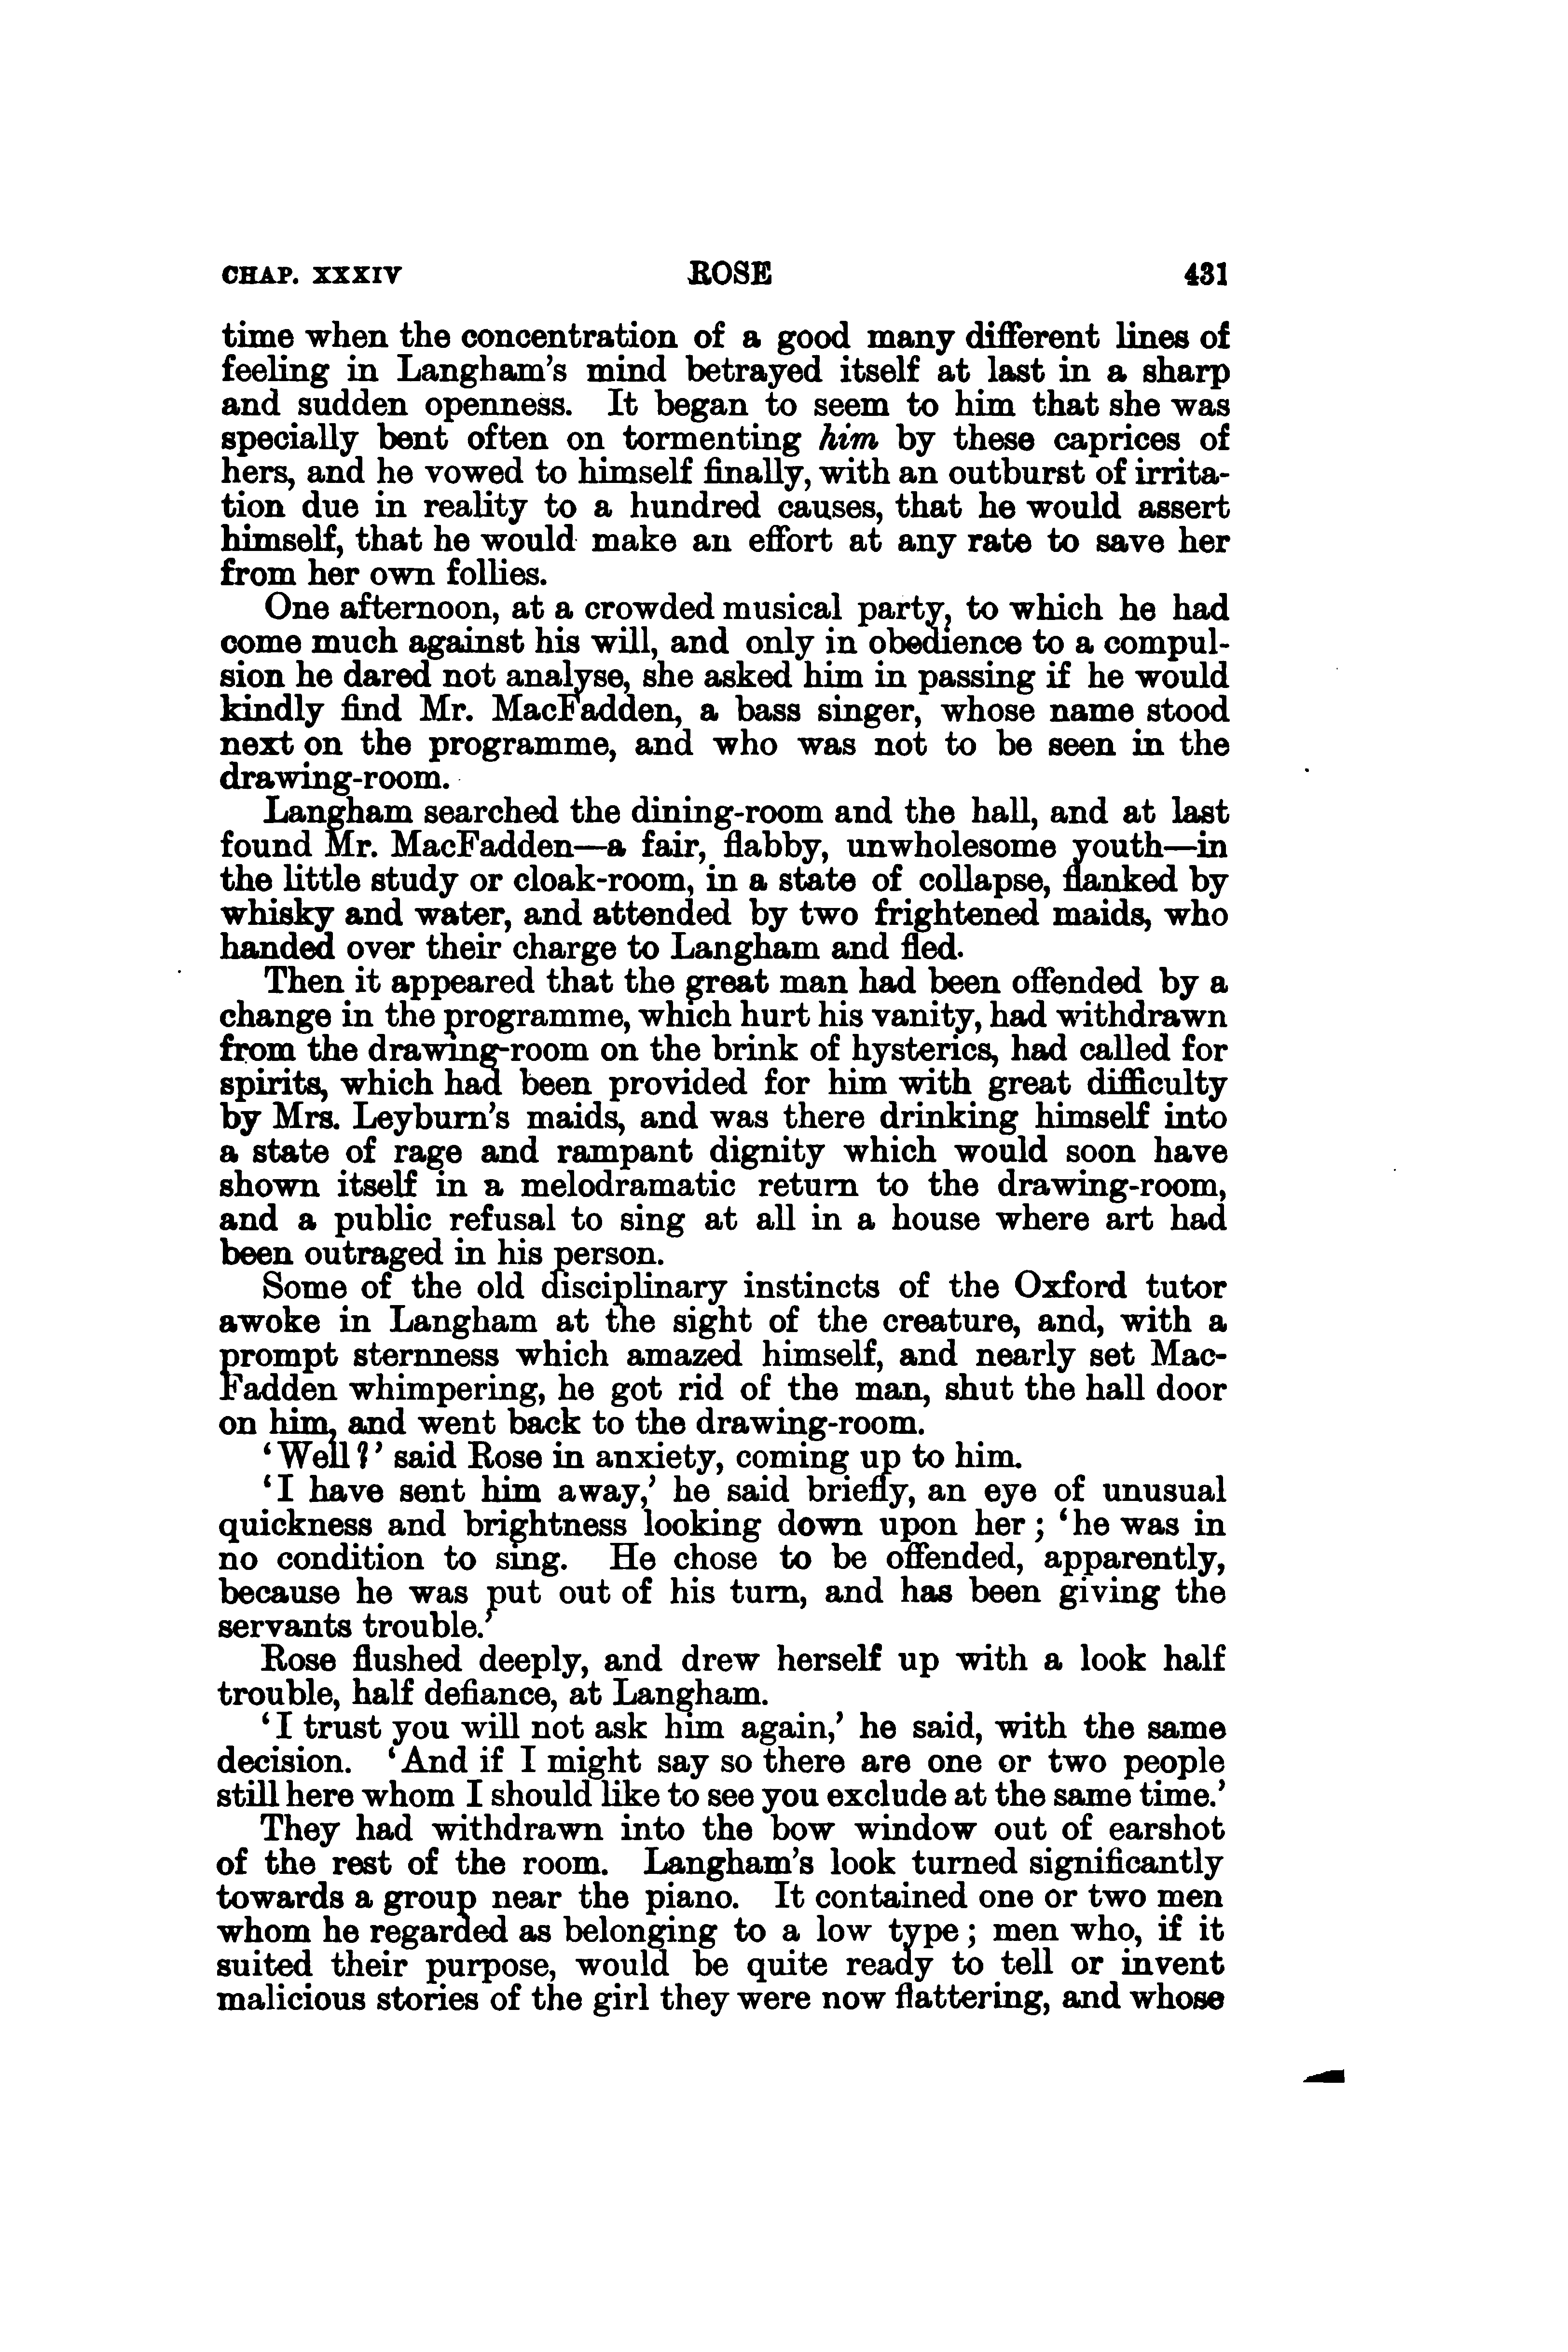 CHAP. XXXIV ROSE 431
time when the concentration of a good many different lines of
feeling in Langham's mind betrayed itself at last in a sharp
and sudden openness. It began to seem to him that she was
specially bent often on tormenting him by these caprices of
hers, and he vowed to himself finally, with an outburst of irrita-
tion due in reality to a hundred causes, that he would assert
himself, that he would make an effort at any rate to save her
from her own follies.
One afternoon, at a crowded musical party, to which he had
come much against his will, and only in obedience to a compul-
sion he dared not analyse, she asked him in passing if he would
kindly find Mr. MacFadden, a bass singer, whose name stood
next on the programme, and who was not to be seen in the
drawing-room.
Langham searched the dining-room and the hall, and at last
found Mr. MacFadden—a fair, flabby, unwholesome youth—in
the little study or cloak-room, in a state of collapse, flanked by
whisky and water, and attended by two frightened maids, who
handed over their charge to Langham and fled.
Then it appeared that the great man had been offended by a
change in the programme, which hurt his vanity, had withdrawn
from the drawing-room on the brink of hysterics, had called for
spirits, which had been provided for him with great difficulty
by Mrs. Leyburn's maids, and was there drinking himself into
a state of rage and rampant dignity which would soon have
shown itself in a melodramatic return to the drawing-room,
and a public refusal to sing at all in a house where art had
been outraged in his person.
Some of the old disciplinary instincts of the Oxford tutor
awoke in Langham at the sight of the creature, and, with a
prompt sternness which amazed himself, and nearly set Mac-
Fadden whimpering, he got rid of the man, shut the hall door
on him, and went back to the drawing-room.
'Well?' said Rose in anxiety, coming up to him.
'I have sent him away,' he said briefly, an eye of unusual
quickness and brightness looking down upon her; 'he was in
no condition to sing. He chose to be offended, apparently,
because he was put out of his turn, and has been giving the
servants trouble.'
Rose flushed deeply, and drew herself up with a look half
trouble, half defiance, at Langham.
'I trust you will not ask him again,' he said, with the same
decision. 'And if I might say so there are one or two people
still here whom I should like to see you exclude at the same time.'
They had withdrawn into the bow window out of earshot
of the rest of the room. Langham's look turned significantly
towards a group near the piano. It contained one or two men
whom he regarded as belonging to a low type; men who, if it
suited their purpose, would be quite ready to tell or invent
malicious stories of the girl they were now flattering, and whose